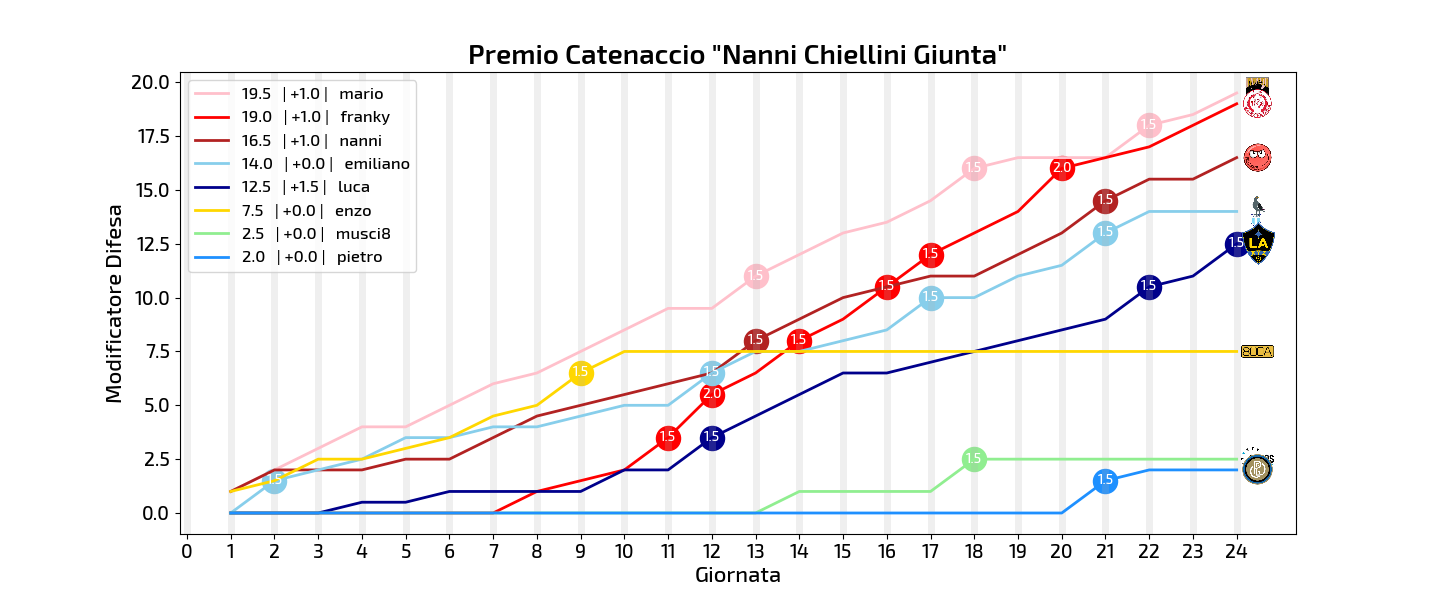 Premio Catenaccio "Nanni Chiellini Giunta"
Modificatore Difesa
20.0
17.5
15.0
12.5
10.0
7.5
5.0
2.5
0.0
19.5 | +1.0 | mario
19.0 | +1.0 | franky
16.5 | +1.0 | nanni
14.0 | +0.0 | emiliano
12.5 | +1.5 | luca
7.5 | +0.0 | enzo
2.5 | +0.0 | musci8
2.0 | +0.0 | pietro
1.5
1.5
2.0
1.5
1.5
1.5
1.5
1.5 LA
1.5
1.5
1.5
1.5
1.5
1.5
1.5
SUCA
1.5
1.5
2.0
1.5
1.5
1.5
1.5
1.5
0 1 2 3 4 5 6 7 8 9 10 11 12 13 14 15 16 17 18 19 20 21 22 23 24
Giornata